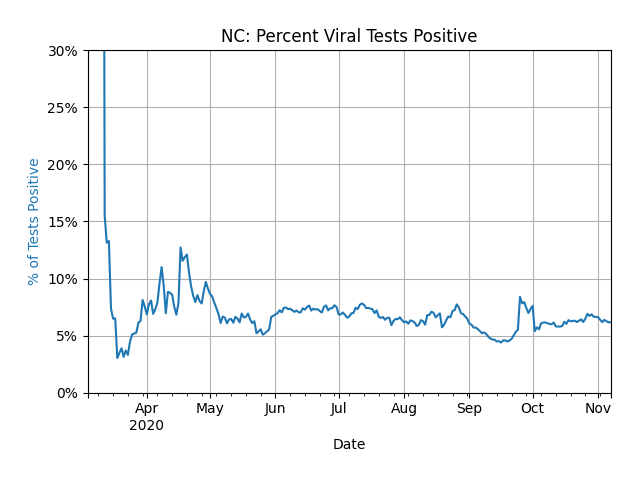 NC: Percent Viral Tests Positive
30%
25%
20%
15%
10%
5%
0%
% of Tests Positive
Apr May Jun Jul Aug Sep Oct Nov
2020
Date